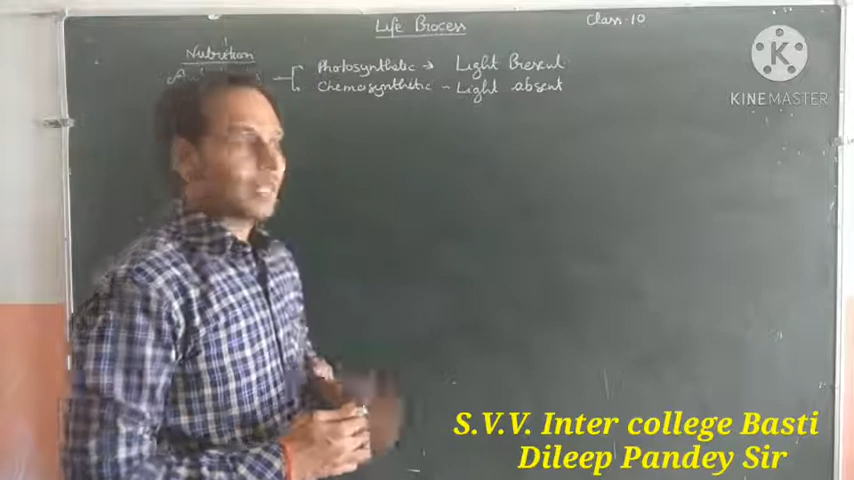 Life Process Class-10
Nutrition
Photosynthetic → Light Present
Chemosynthetic - Light absent
KINEMASTER
S.V.V. Inter college Basti
Dileep Pandey Sir